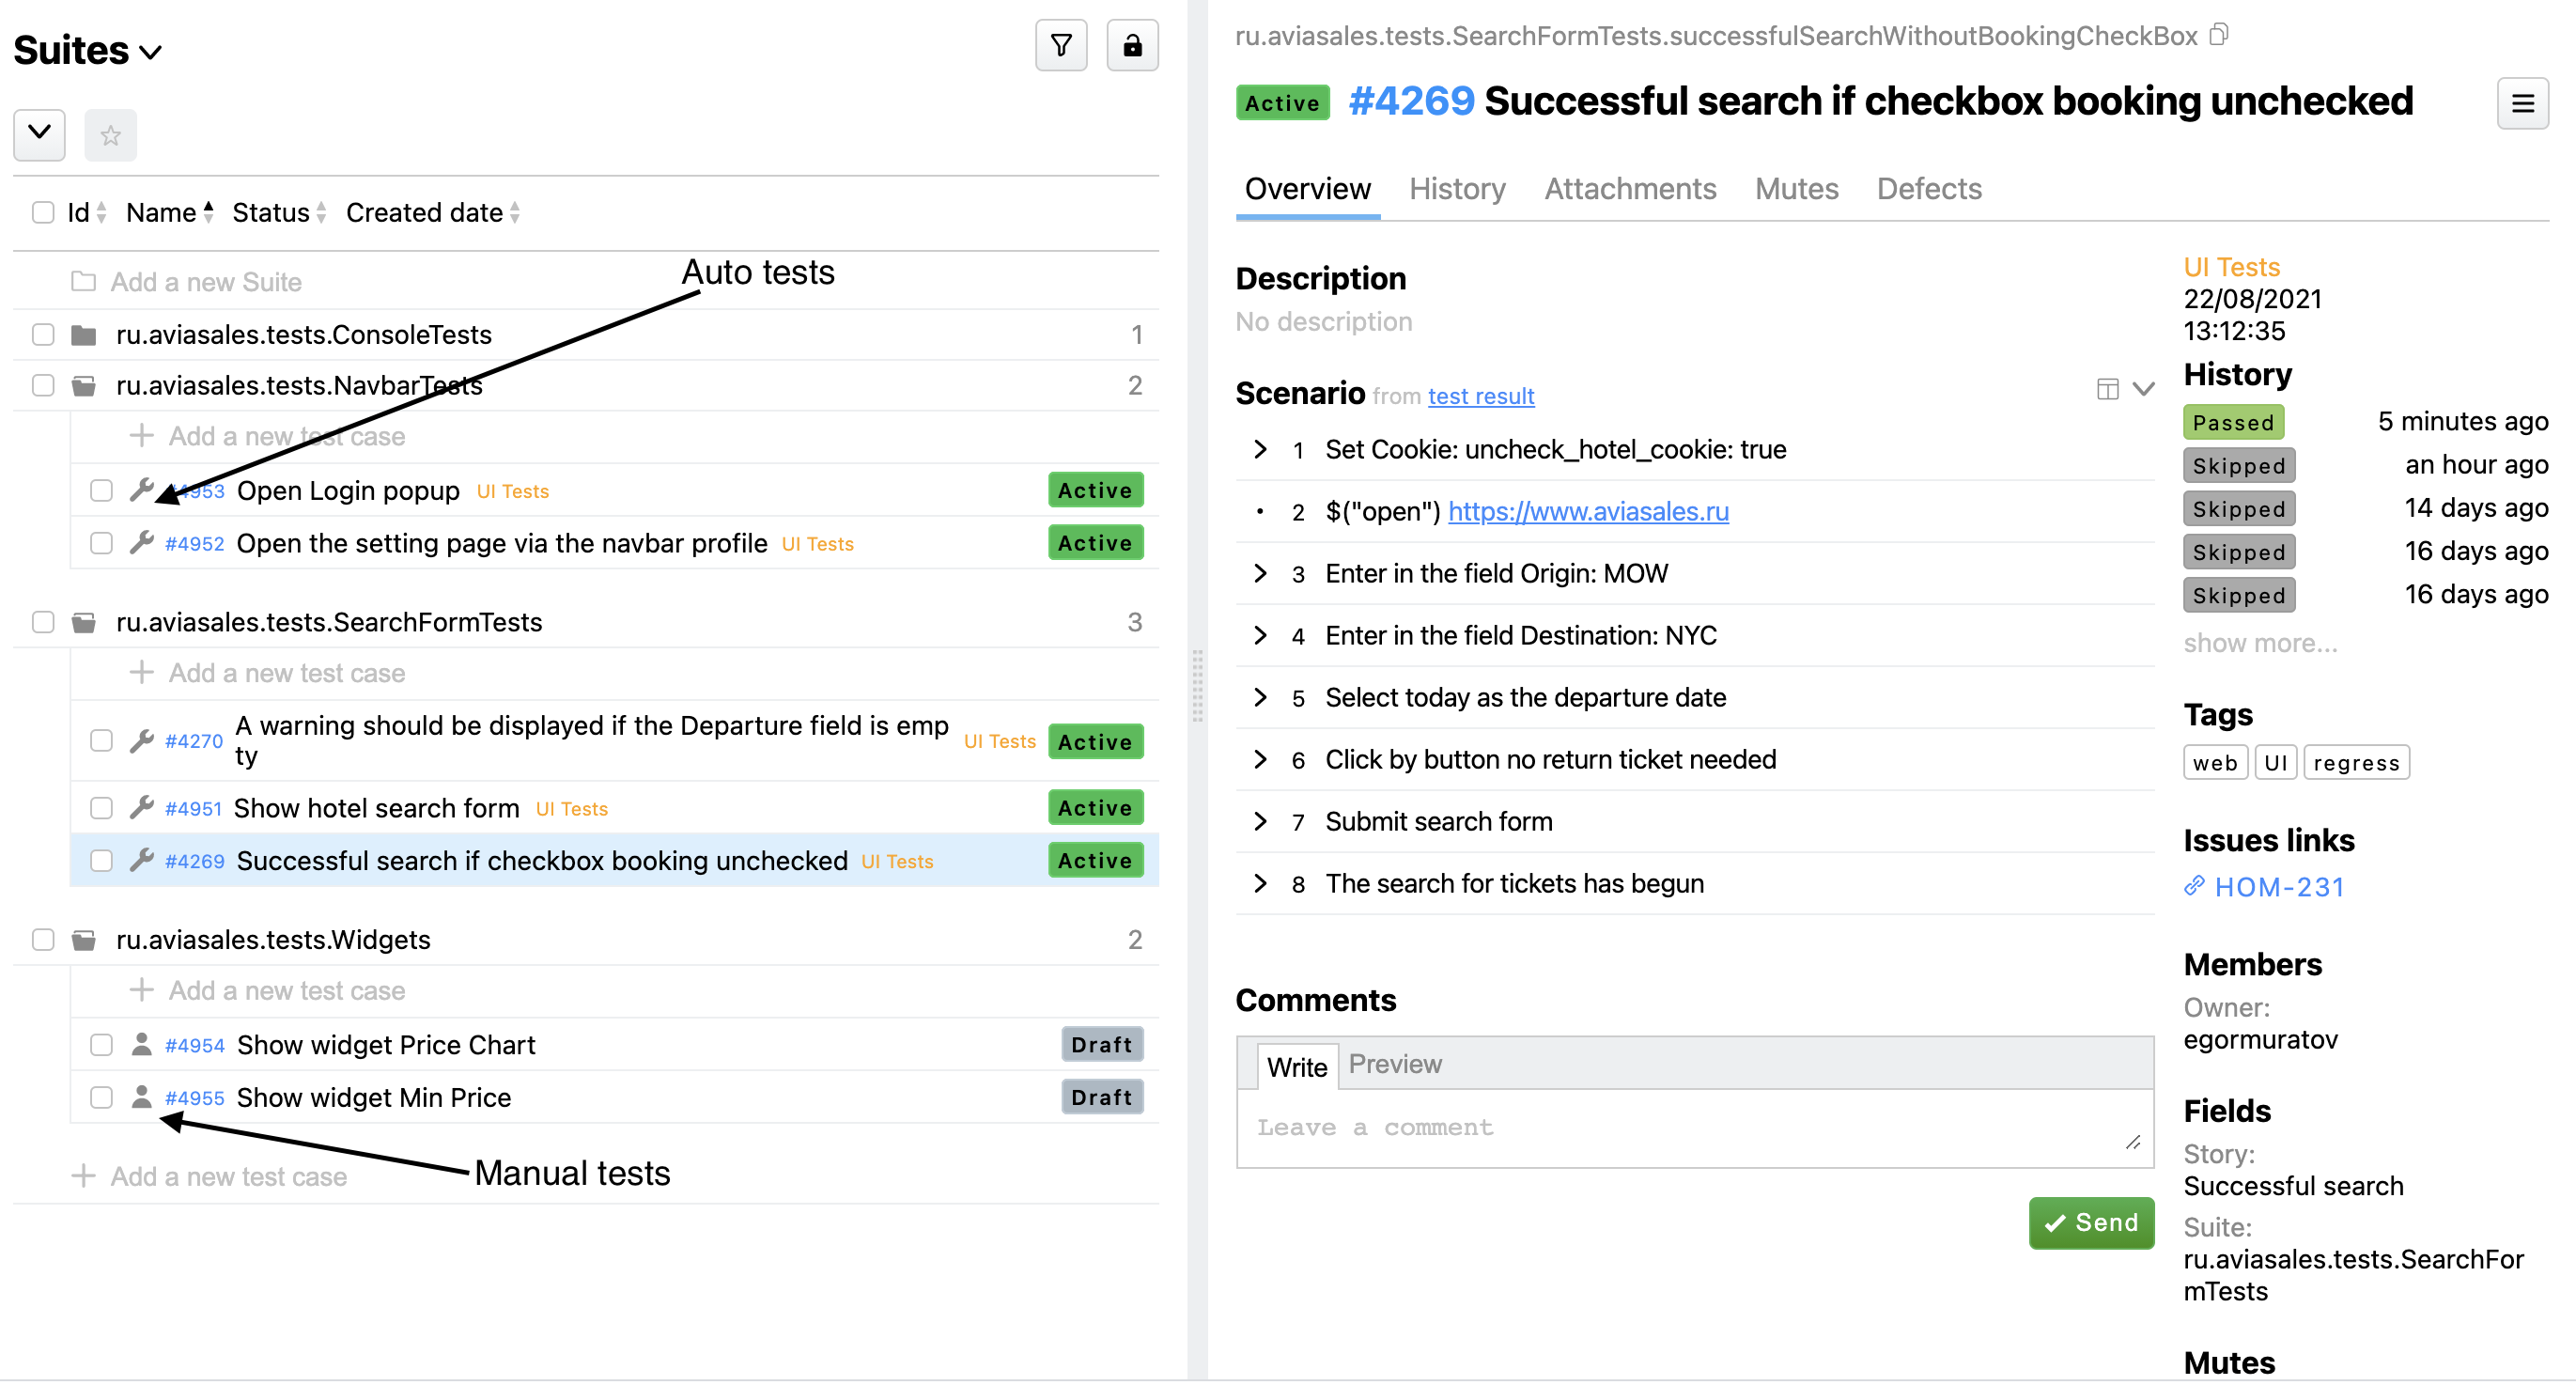 Suites
Id Name Status Created date
Add a new Suite
Auto tests
ru.aviasales.tests.ConsoleTests 1
ru.aviasales.tests.NavbarTests 2
Add a new test case
#4953 Open Login popup UI Tests Active
#4952 Open the setting page via the navbar profile UI Tests Active
ru.aviasales.tests.SearchFormTests 3
Add a new test case
#4270 A warning should be displayed if the Departure field is emp
ty UI Tests Active
#4951 Show hotel search form UI Tests Active
#4269 Successful search if checkbox booking unchecked UI Tests Active
ru.aviasales.tests.Widgets 2
Add a new test case
#4954 Show widget Price Chart Draft
#4955 Show widget Min Price Draft
Manual tests
Add a new test case
ru.aviasales.tests.SearchFormTests.successfulSearchWithoutBookingCheckBox
Active #4269 Successful search if checkbox booking unchecked
Overview History Attachments Mutes Defects
Description
No description
Scenario from test result
1 Set Cookie: uncheck_hotel_cookie: true
2 $("open") https://www.aviasales.ru
3 Enter in the field Origin: MOW
4 Enter in the field Destination: NYC
5 Select today as the departure date
6 Click by button no return ticket needed
7 Submit search form
8 The search for tickets has begun
Comments
Write Preview
Leave a comment
Send
UI Tests
22/08/2021
13:12:35
History
Passed 5 minutes ago
Skipped an hour ago
Skipped 14 days ago
Skipped 16 days ago
Skipped 16 days ago
show more...
Tags
web UI regress
Issues links
HOM-231
Members
Owner:
egormuratov
Fields
Story:
Successful search
Suite:
ru.aviasales.tests.SearchFor
mTests
Mutes